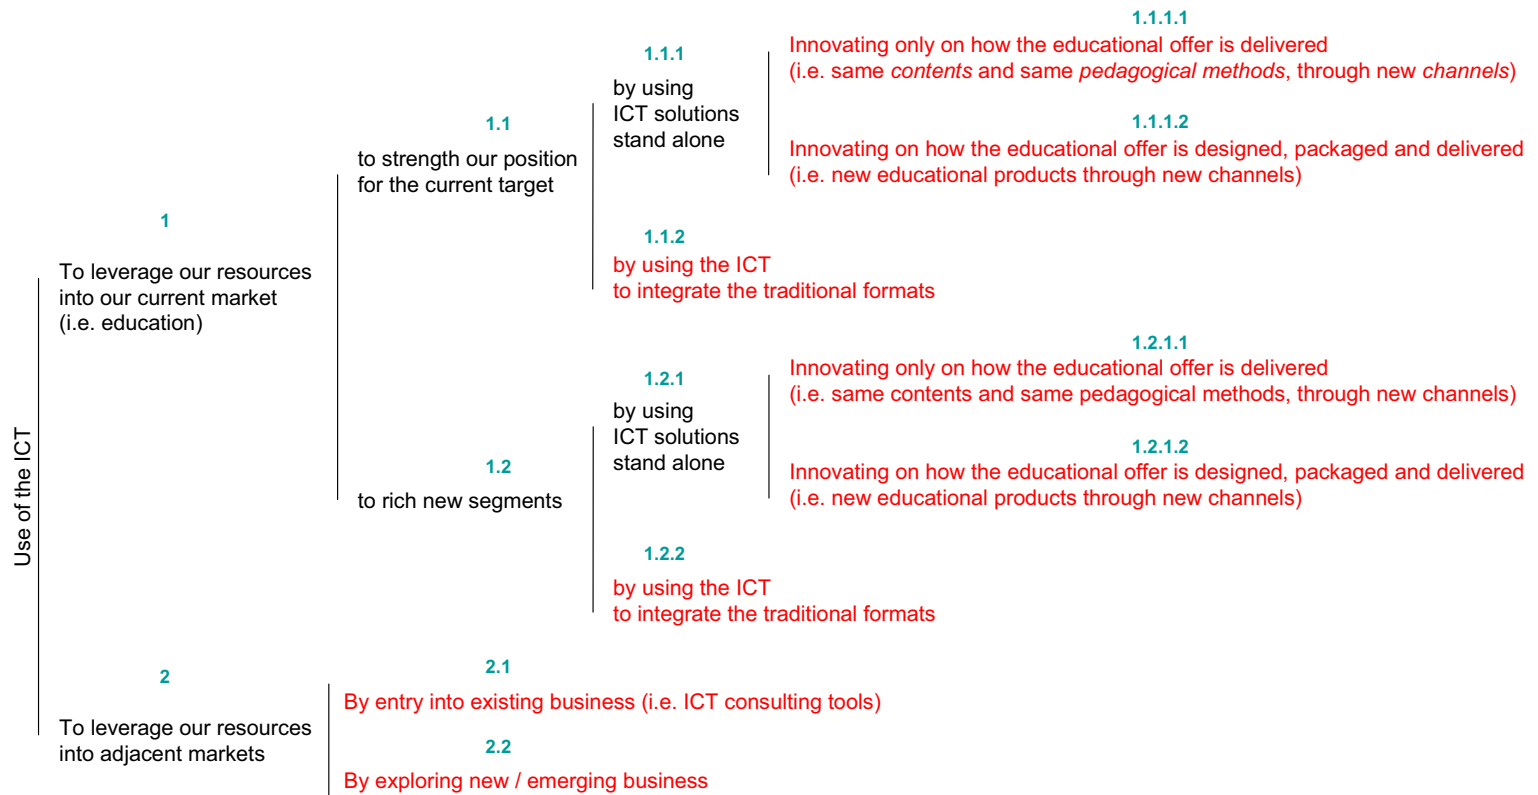 Use of the ICT
1
To leverage our resources
into our current market
(i.e. education)
1.1
to strength our position
for the current target
1.1.1
by using
ICT solutions
stand alone
1.1.1.1
Innovating only on how the educational offer is delivered
(i.e. same contents and same pedagogical methods, through new channels)
1.1.1.2
Innovating on how the educational offer is designed, packaged and delivered
(i.e. new educational products through new channels)
1.1.2
by using the ICT
to integrate the traditional formats
1.2
to rich new segments
1.2.1
by using
ICT solutions
stand alone
1.2.1.1
Innovating only on how the educational offer is delivered
(i.e. same contents and same pedagogical methods, through new channels)
1.2.1.2
Innovating on how the educational offer is designed, packaged and delivered
(i.e. new educational products through new channels)
1.2.2
by using the ICT
to integrate the traditional formats
2
To leverage our resources
into adjacent markets
2.1
By entry into existing business (i.e. ICT consulting tools)
2.2
By exploring new / emerging business